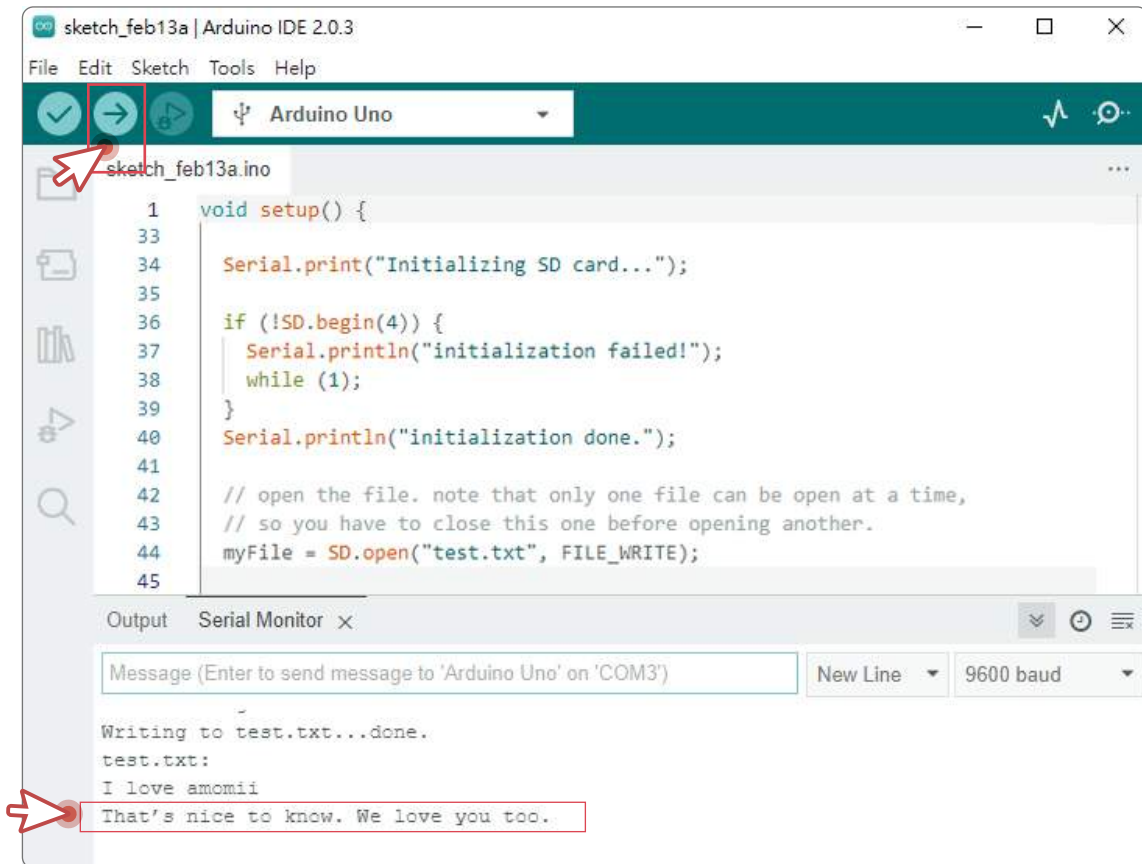 sketch_feb13a | Arduino IDE 2.0.3
File Edit Sketch Tools Help
Arduino Uno
sketch_feb13a.ino
1 void setup() {
33
34 Serial.print("Initializing SD card...");
35
36 if (!SD.begin(4)) {
37 Serial.println("initialization failed!");
38 while (1);
39 }
40 Serial.println("initialization done.");
41
42 // open the file. note that only one file can be open at a time,
43 // so you have to close this one before opening another.
44 myFile = SD.open("test.txt", FILE_WRITE);
45
Output Serial Monitor
Message (Enter to send message to 'Arduino Uno' on 'COM3') New Line 9600 baud
Writing to test.txt...done.
test.txt:
I love amomii
That's nice to know. We love you too.